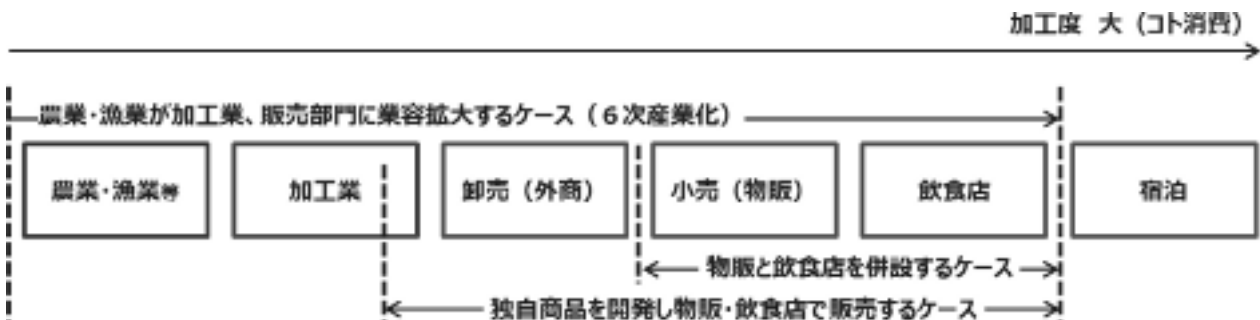 加工度 大（コト消費）
農業・漁業が加工業、販売部門に業容拡大するケース（６次産業化）
農業・漁業等
加工業
卸売（外商）
小売（物販）
飲食店
宿泊
物販と飲食店を併設するケース
独自商品を開発し物販・飲食店で販売するケース